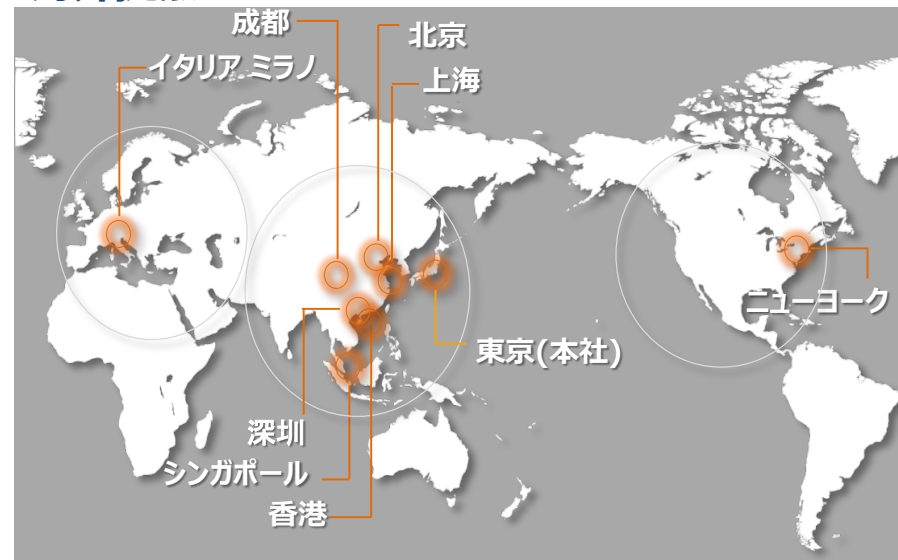 成都
北京
イタリア ミラノ
上海
ニューヨーク
東京(本社)
深圳
シンガポール
香港